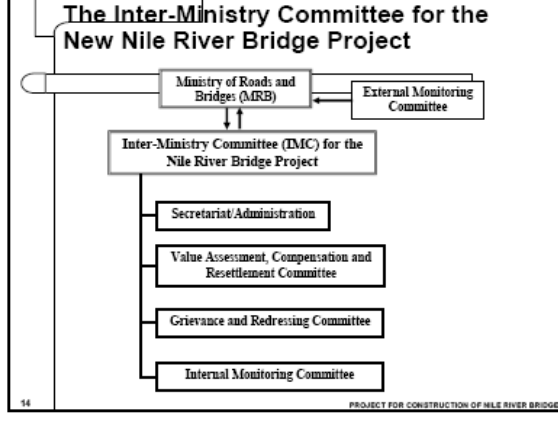 The Inter-Ministry Committee for the
New Nile River Bridge Project
Ministry of Roads and
Bridges (MRB)
External Monitoring
Committee
Inter-Ministry Committee (IMC) for the
Nile River Bridge Project
Secretariat/Administration
Value Assessment, Compensation and
Resettlement Committee
Grievance and Redressing Committee
Internal Monitoring Committee
14
PROJECT FOR CONSTRUCTION OF NILE RIVER BRIDGE